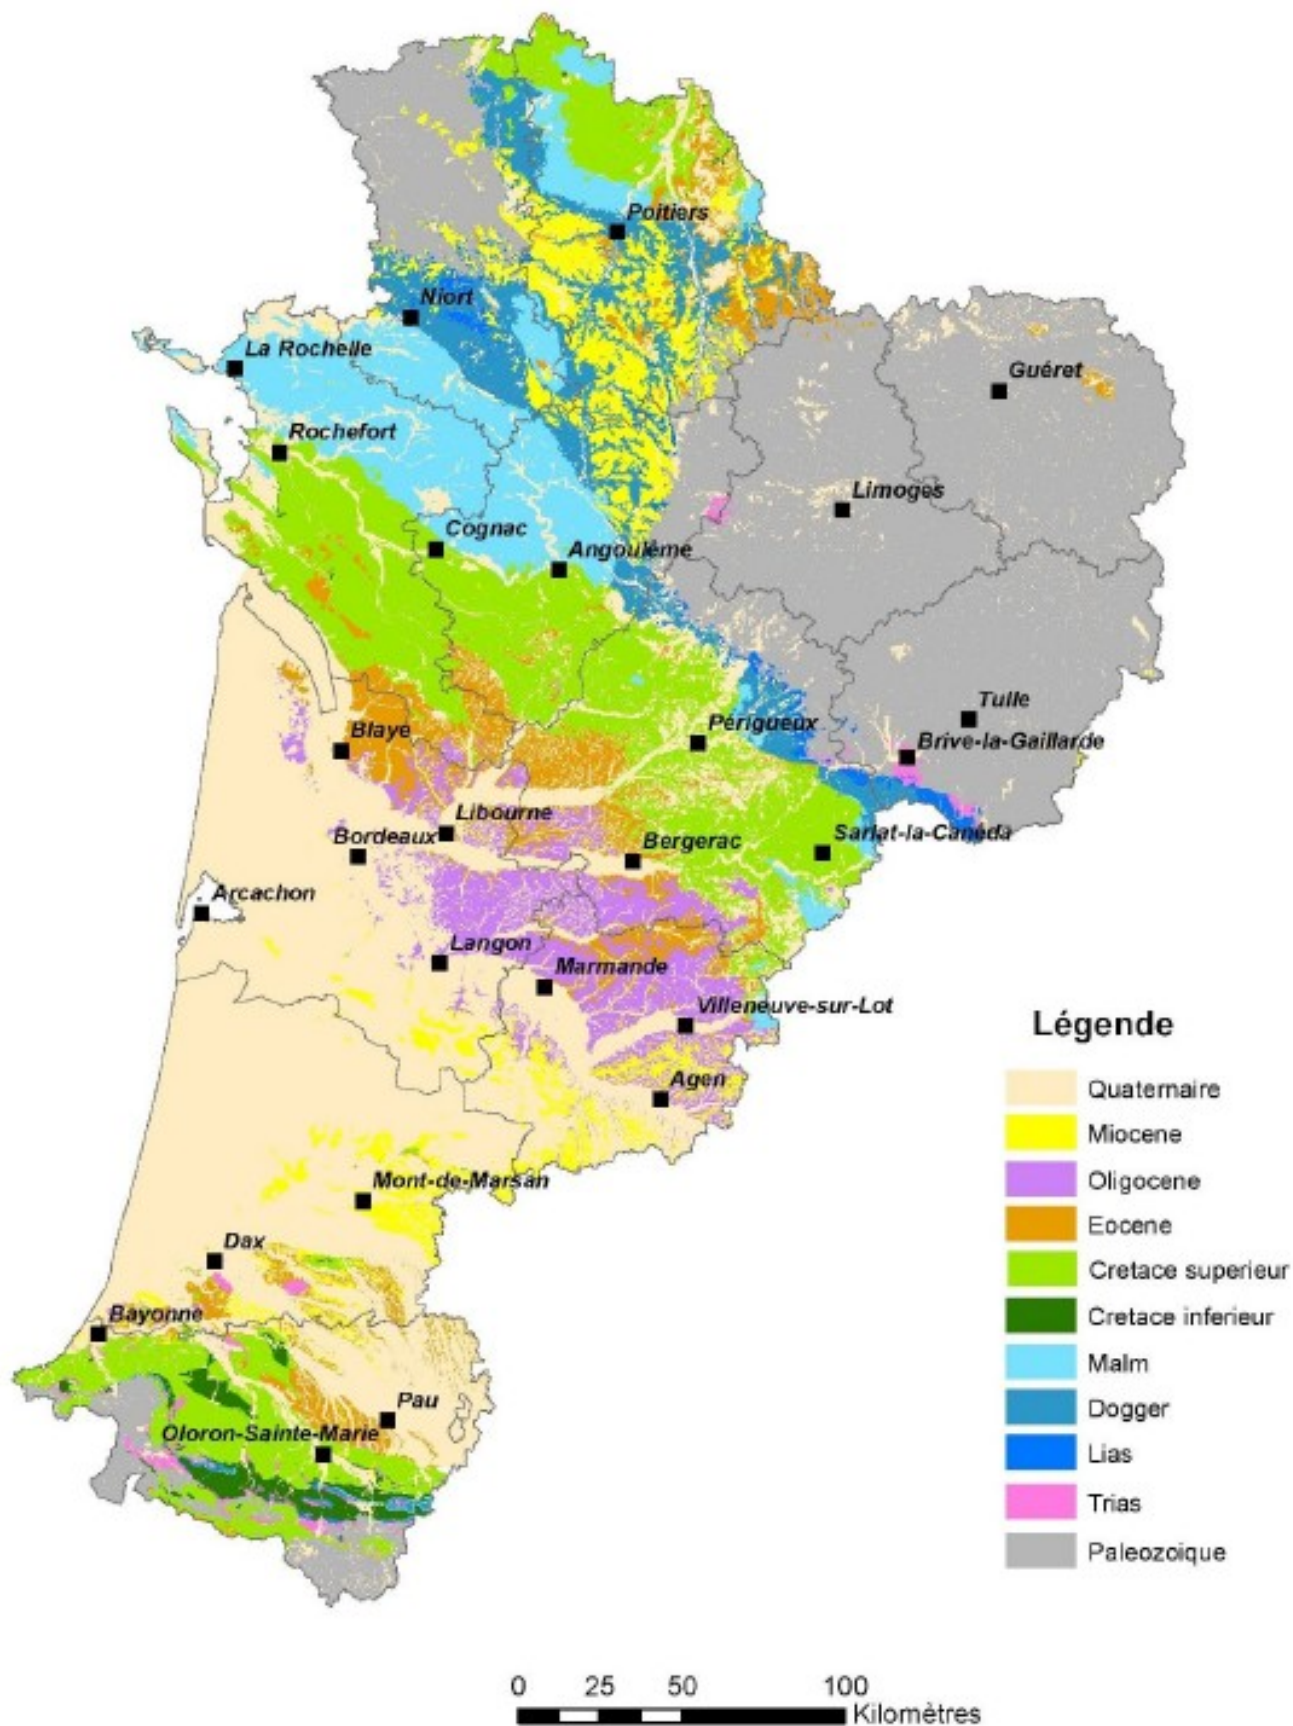 Poitiers
Niort
La Rochelle
Guéret
Rochefort
Limoges
Cognac
Angoulême
Tulle
Périgueux
Blaye
Brive-la-Gaillarde
Libourne
Bordeaux
Bergerac
Sarlat-la-Canéda
Arcachon
Langon
Marmande
Villeneuve-sur-Lot
Agen
Mont-de-Marsan
Dax
Bayonne
Pau
Oloron-Sainte-Marie
Légende
Quaternaire
Miocene
Oligocene
Eocene
Cretace superieur
Cretace inferieur
Malm
Dogger
Lias
Trias
Paleozoique
0 25 50 100
Kilomètres